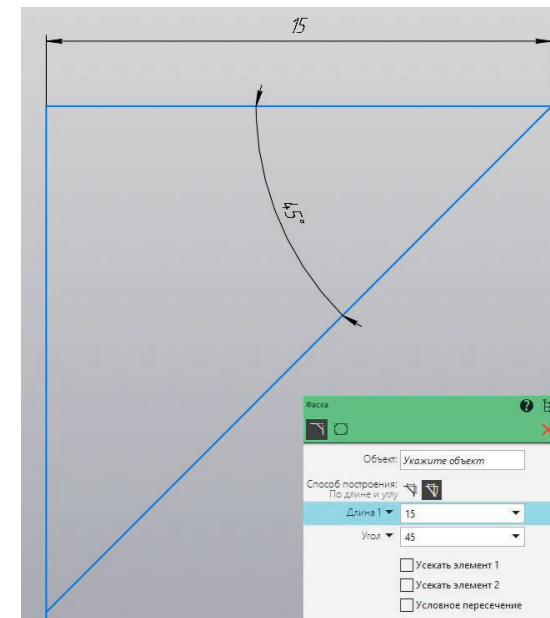 15
45°
Фаска
Объект: Укажите объект
Способ построения:
По длине и углу
Длина 1 15
Угол 45
Усекать элемент 1
Усекать элемент 2
Условное пересечение